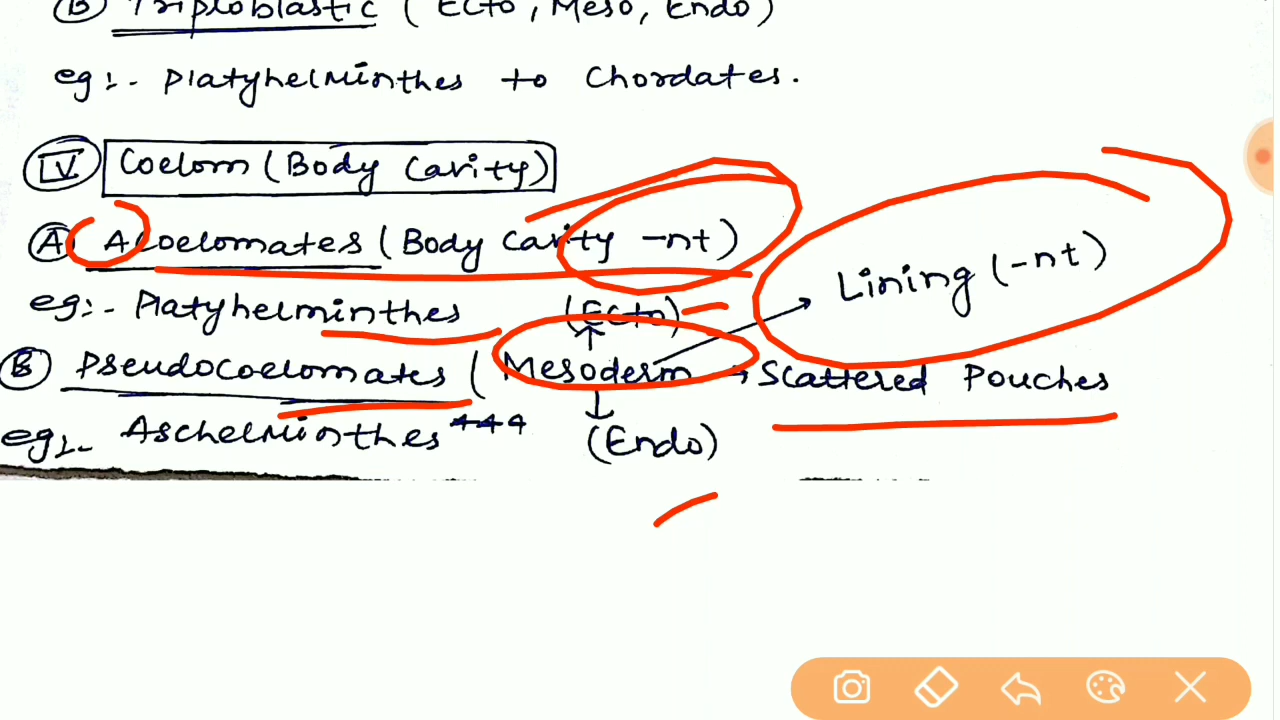 (B) Triploblastic ( Ecto, Meso, Endo)
eg:- Platyhelminthes to Chordates.
IV Coelom (Body Cavity)
(A) Acoelomates (Body Cavity -nt)
Lining (-nt)
eg:- Platyhelminthes (Ecto)
(B) Pseudocoelomates ( Mesoderm → Scattered Pouches
eg:- Aschelminthes
(Endo)